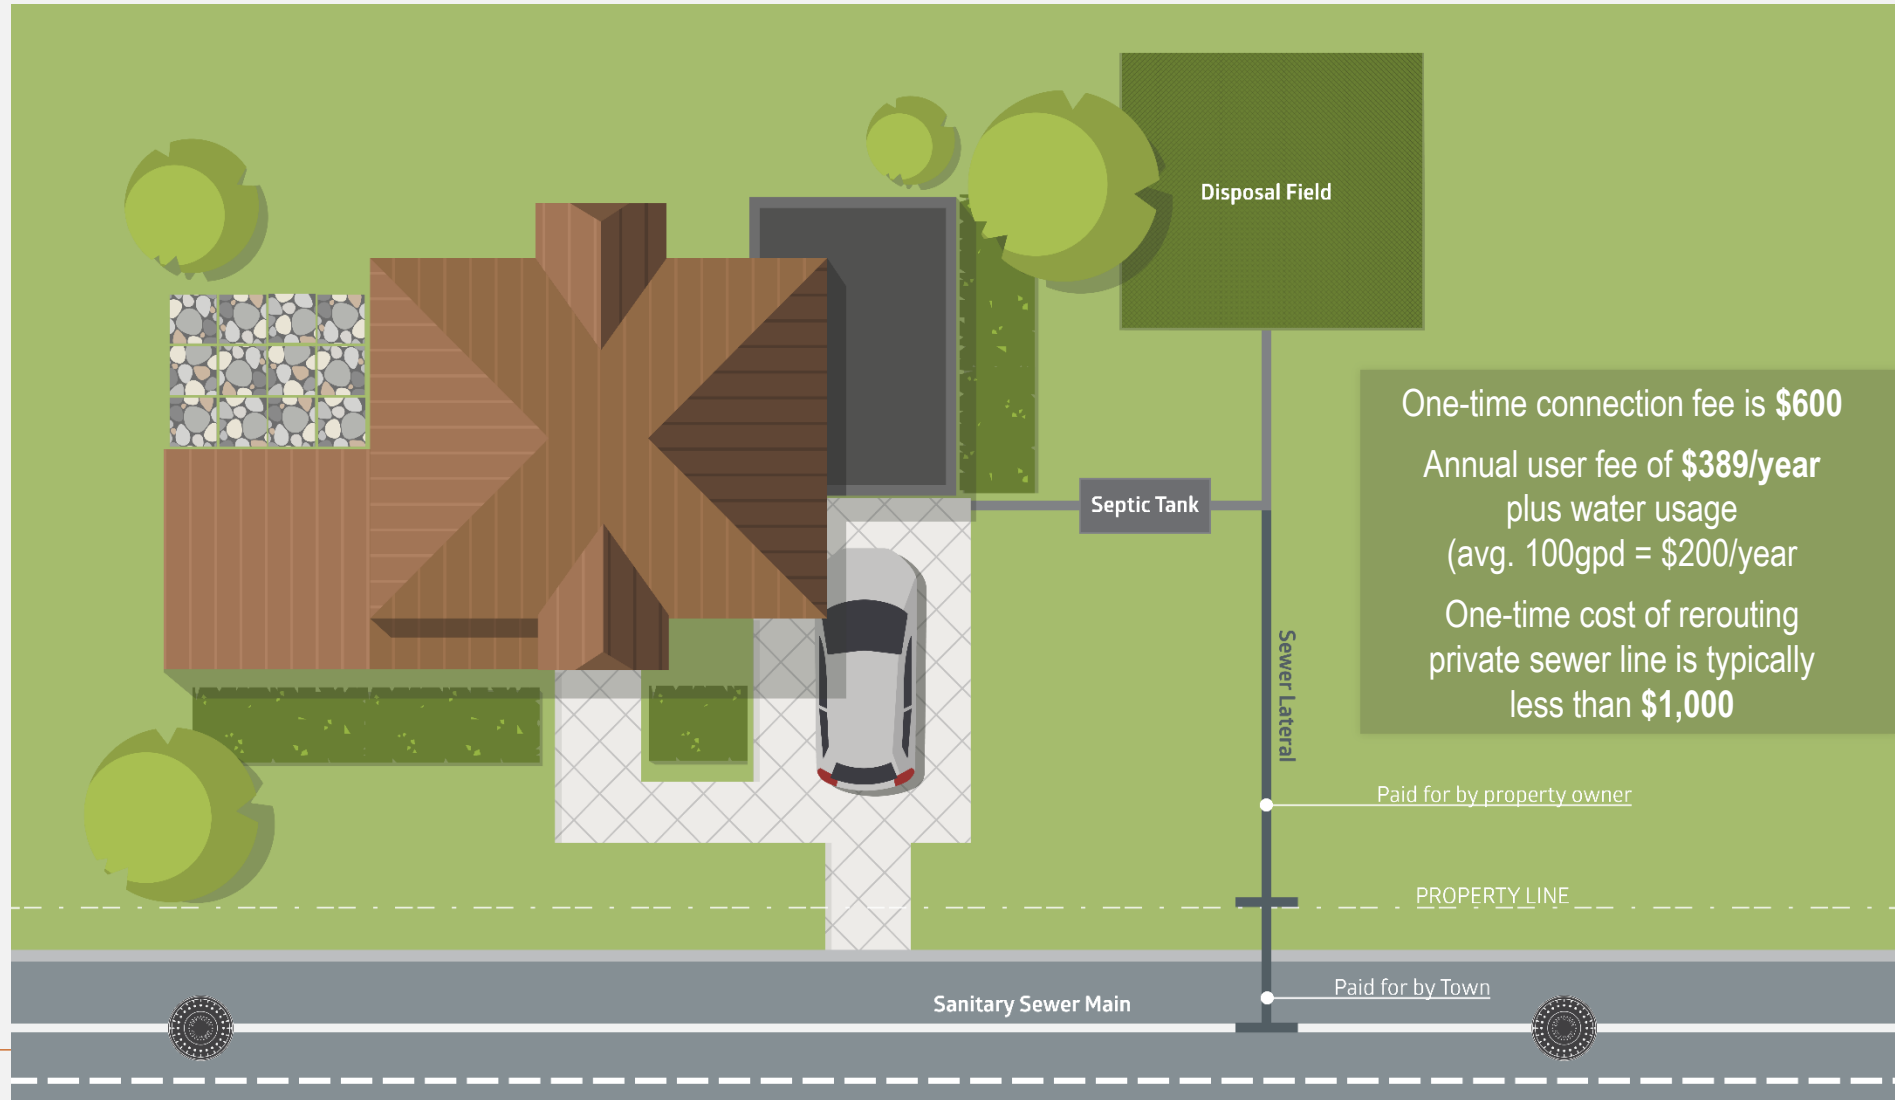 Disposal Field
One-time connection fee is $600
Annual user fee of $389/year
plus water usage
(avg. 100gpd = $200/year
One-time cost of rerouting
private sewer line is typically
less than $1,000
Septic Tank
Sewer Lateral
Paid for by property owner
PROPERTY LINE
Paid for by Town
Sanitary Sewer Main